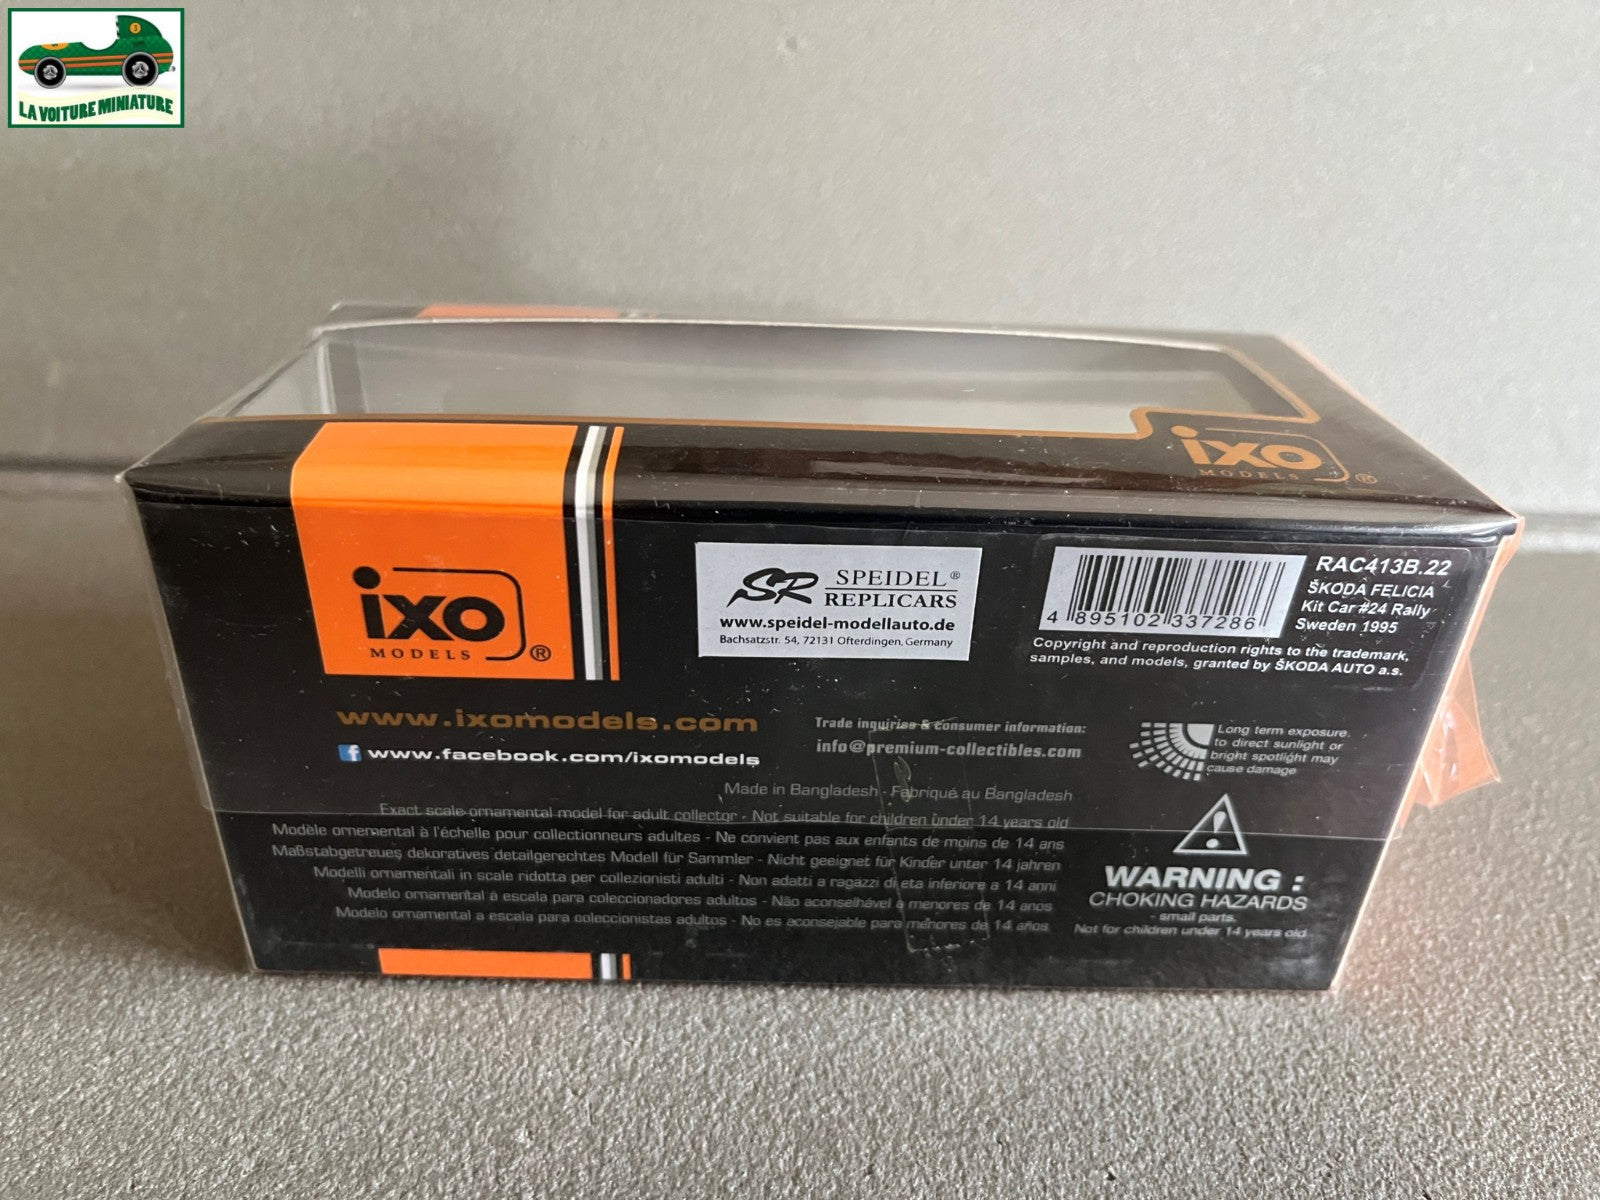 LA VOITURE MINIATURE
ixo
MODELS ®
ixo
MODELS ®
SR SPEIDEL®
REPLICARS
www.speidel-modellauto.de
Bachsatzstr. 54, 72131 Ofterdingen, Germany
4 895102 337286
RAC413B.22
ŠKODA FELICIA
Kit Car #24 Rally
Sweden 1995
Copyright and reproduction rights to the trademark,
samples, and models, granted by ŠKODA AUTO a.s.
www.ixomodels.com
f www.facebook.com/ixomodels
Trade inquiries & consumer information:
info@premium-collectibles.com
Long term exposure
to direct sunlight or
bright spotlight may
cause damage
Made in Bangladesh - Fabriqué au Bangladesh
Exact scale ornamental model for adult collector - Not suitable for children under 14 years old
Modèle ornemental à l'échelle pour collectionneurs adultes - Ne convient pas aux enfants de moins de 14 ans
Maßstabgetreues dekoratives detailgerechtes Modell für Sammler - Nicht geeignet für Kinder unter 14 jahren
Modelli ornamentali in scale ridotta per collezionisti adulti - Non adatti a ragazzi di eta inferiore a 14 anni
Modelo ornamental à escala para coleccionadores adultos - Não aconselhável a menores de 14 anos
Modelo ornamental a escala para coleccionistas adultos - No es aconsejable para menores de 14 años
WARNING :
CHOKING HAZARDS
- small parts.
Not for children under 14 years old